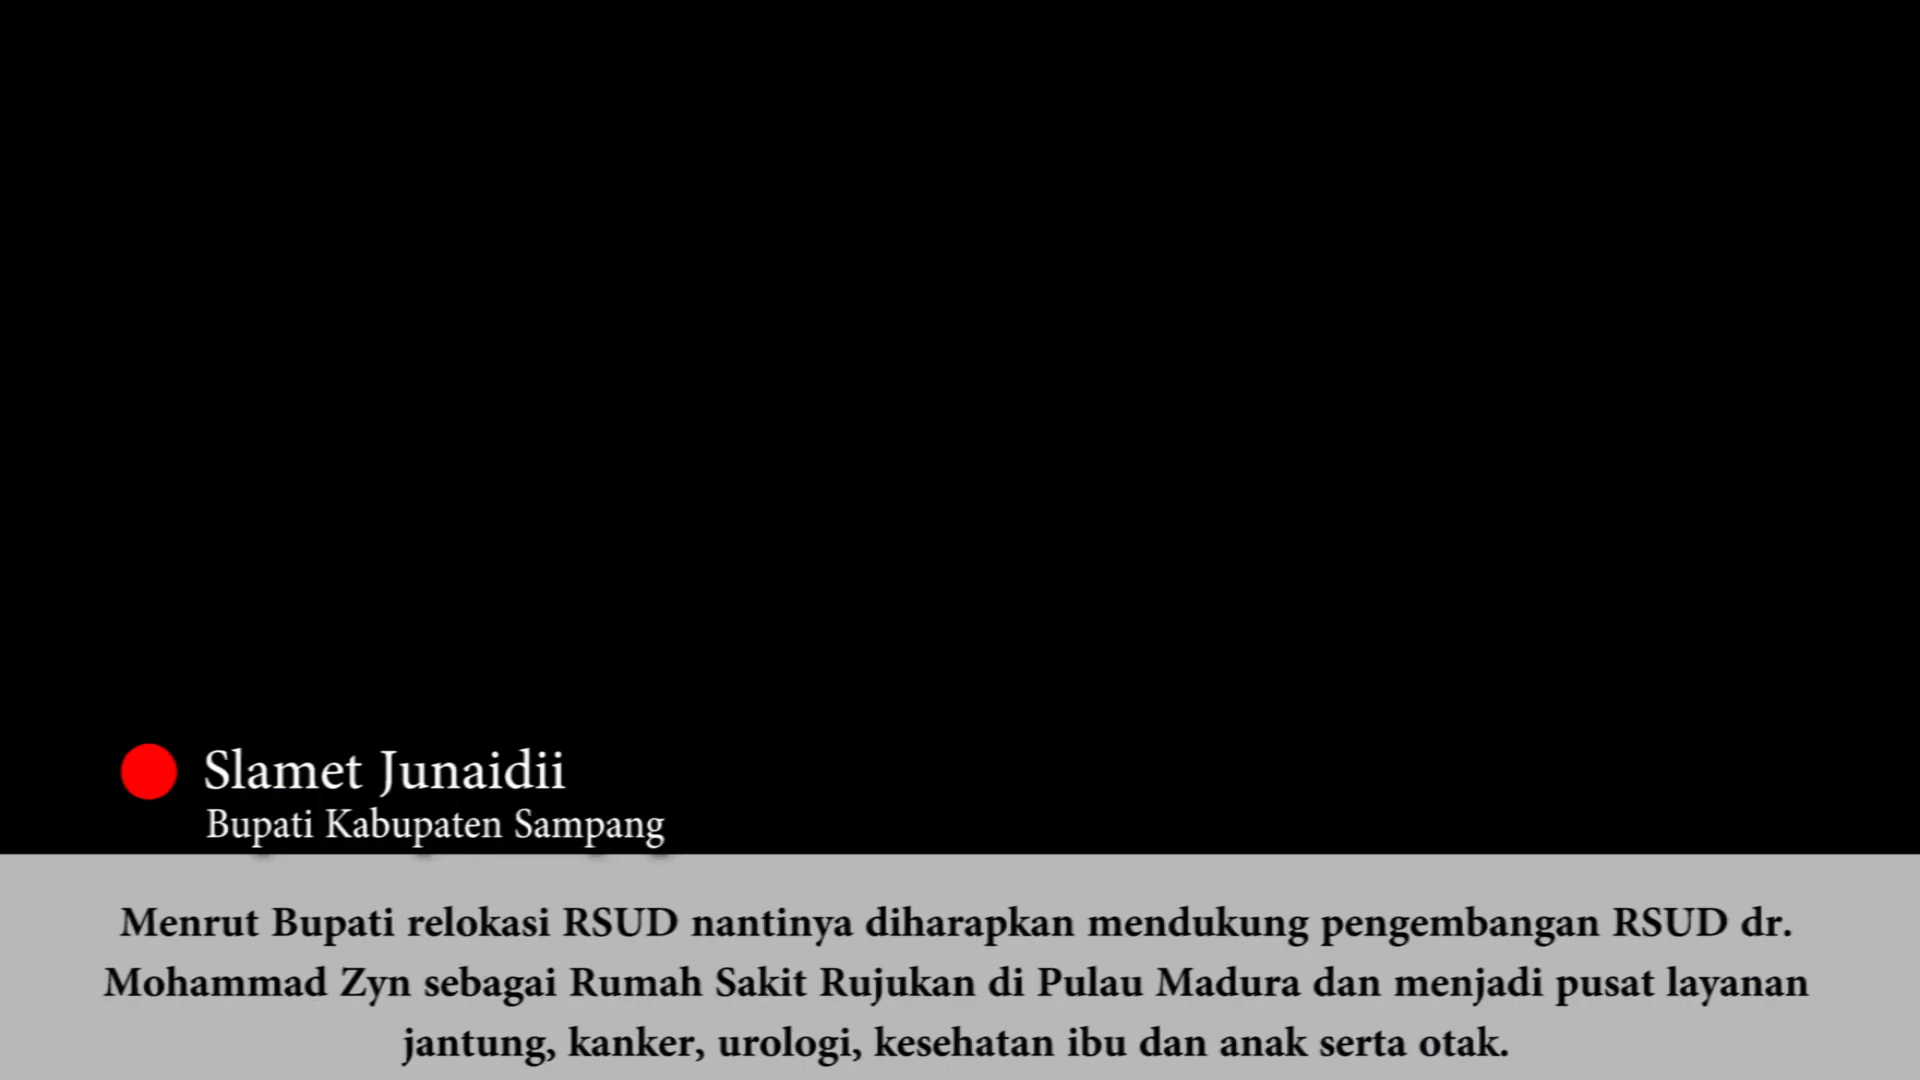 Slamet Junaidii
Bupati Kabupaten Sampang
Menrut Bupati relokasi RSUD nantinya diharapkan mendukung pengembangan RSUD dr.
Mohammad Zyn sebagai Rumah Sakit Rujukan di Pulau Madura dan menjadi pusat layanan
jantung, kanker, urologi, kesehatan ibu dan anak serta otak.